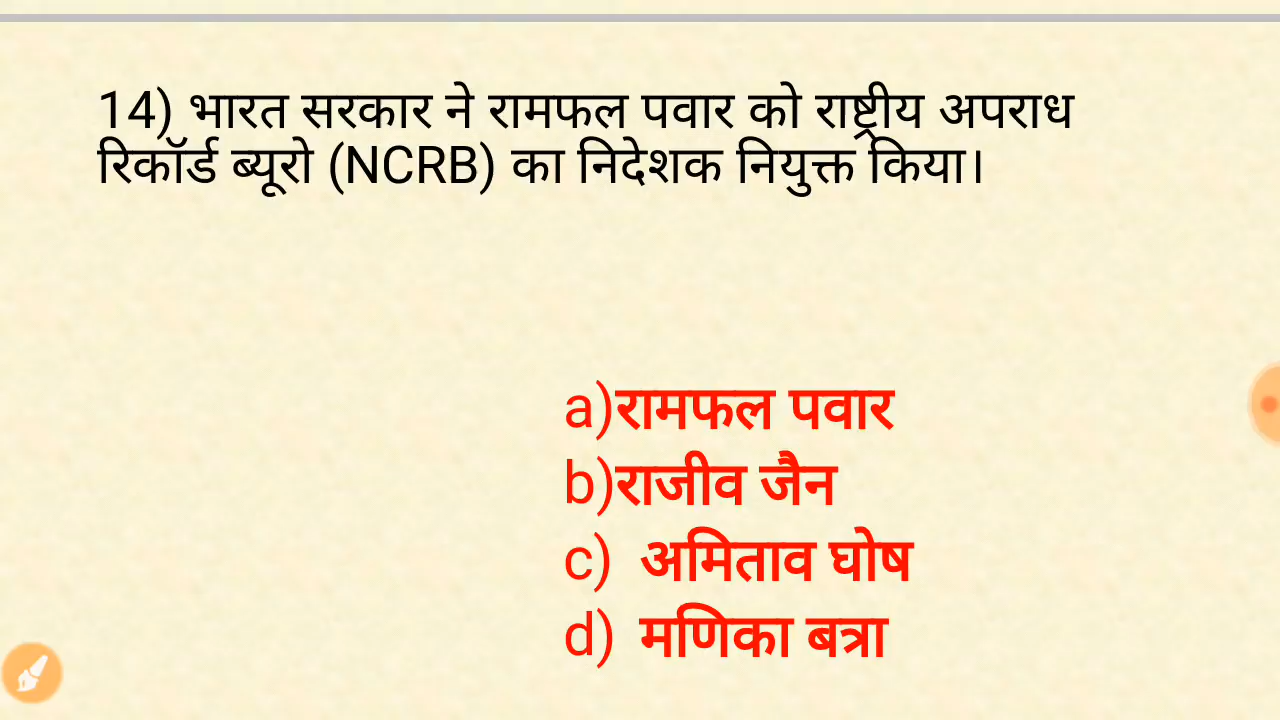 14) भारत सरकार ने रामफल पवार को राष्ट्रीय अपराध
रिकॉर्ड ब्यूरो (NCRB) का निदेशक नियुक्त किया।
a)रामफल पवार
b)राजीव जैन
c) अमिताव घोष
d) मणिका बत्रा